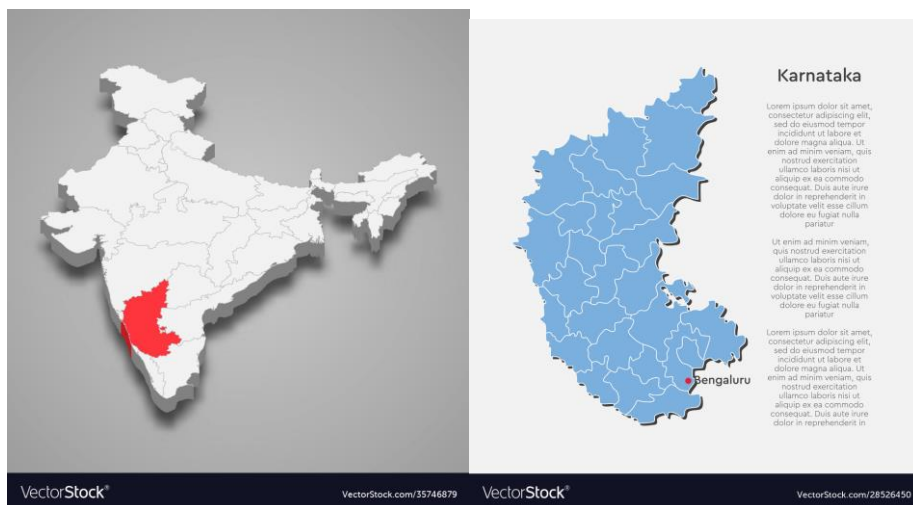 Karnataka
Lorem ipsum dolor sit amet,
consectetur adipiscing elit,
sed do eiusmod tempor
incididunt ut labore et
dolore magna aliqua. Ut
enim ad minim veniam, quis
nostrud exercitation
ullamco laboris nisi ut
aliquip ex ea commodo
consequat. Duis aute irure
dolor in reprehenderit in
voluptate velit esse cillum
dolore eu fugiat nulla
pariatur
Ut enim ad minim veniam,
quis nostrud exercitation
ullamco laboris nisi ut
aliquip ex ea commodo
consequat. Duis aute irure
dolor in reprehenderit in
voluptate velit esse cillum
dolore eu fugiat nulla
pariatur
Lorem ipsum dolor sit amet,
consectetur adipiscing elit,
sed do eiusmod tempor
incididunt ut labore et
dolore magna aliqua. Ut
enim ad minim veniam, quis
nostrud exercitation
ullamco laboris nisi ut
aliquip ex ea commodo
consequat. Duis aute irure
dolor in reprehenderit in
Bengaluru
VectorStock®
VectorStock.com/35746879
VectorStock®
VectorStock.com/28526450